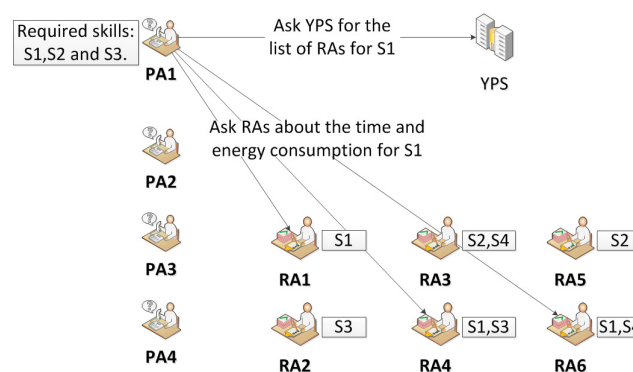 Required skills:
S1,S2 and S3.
PA1
Ask YPS for the
list of RAs for S1
YPS
Ask RAs about the time and
energy consumption for S1
PA2
PA3
S1
RA1
S2,S4
RA3
S2
RA5
PA4
S3
RA2
S1,S3
RA4
S1,S4
RA6